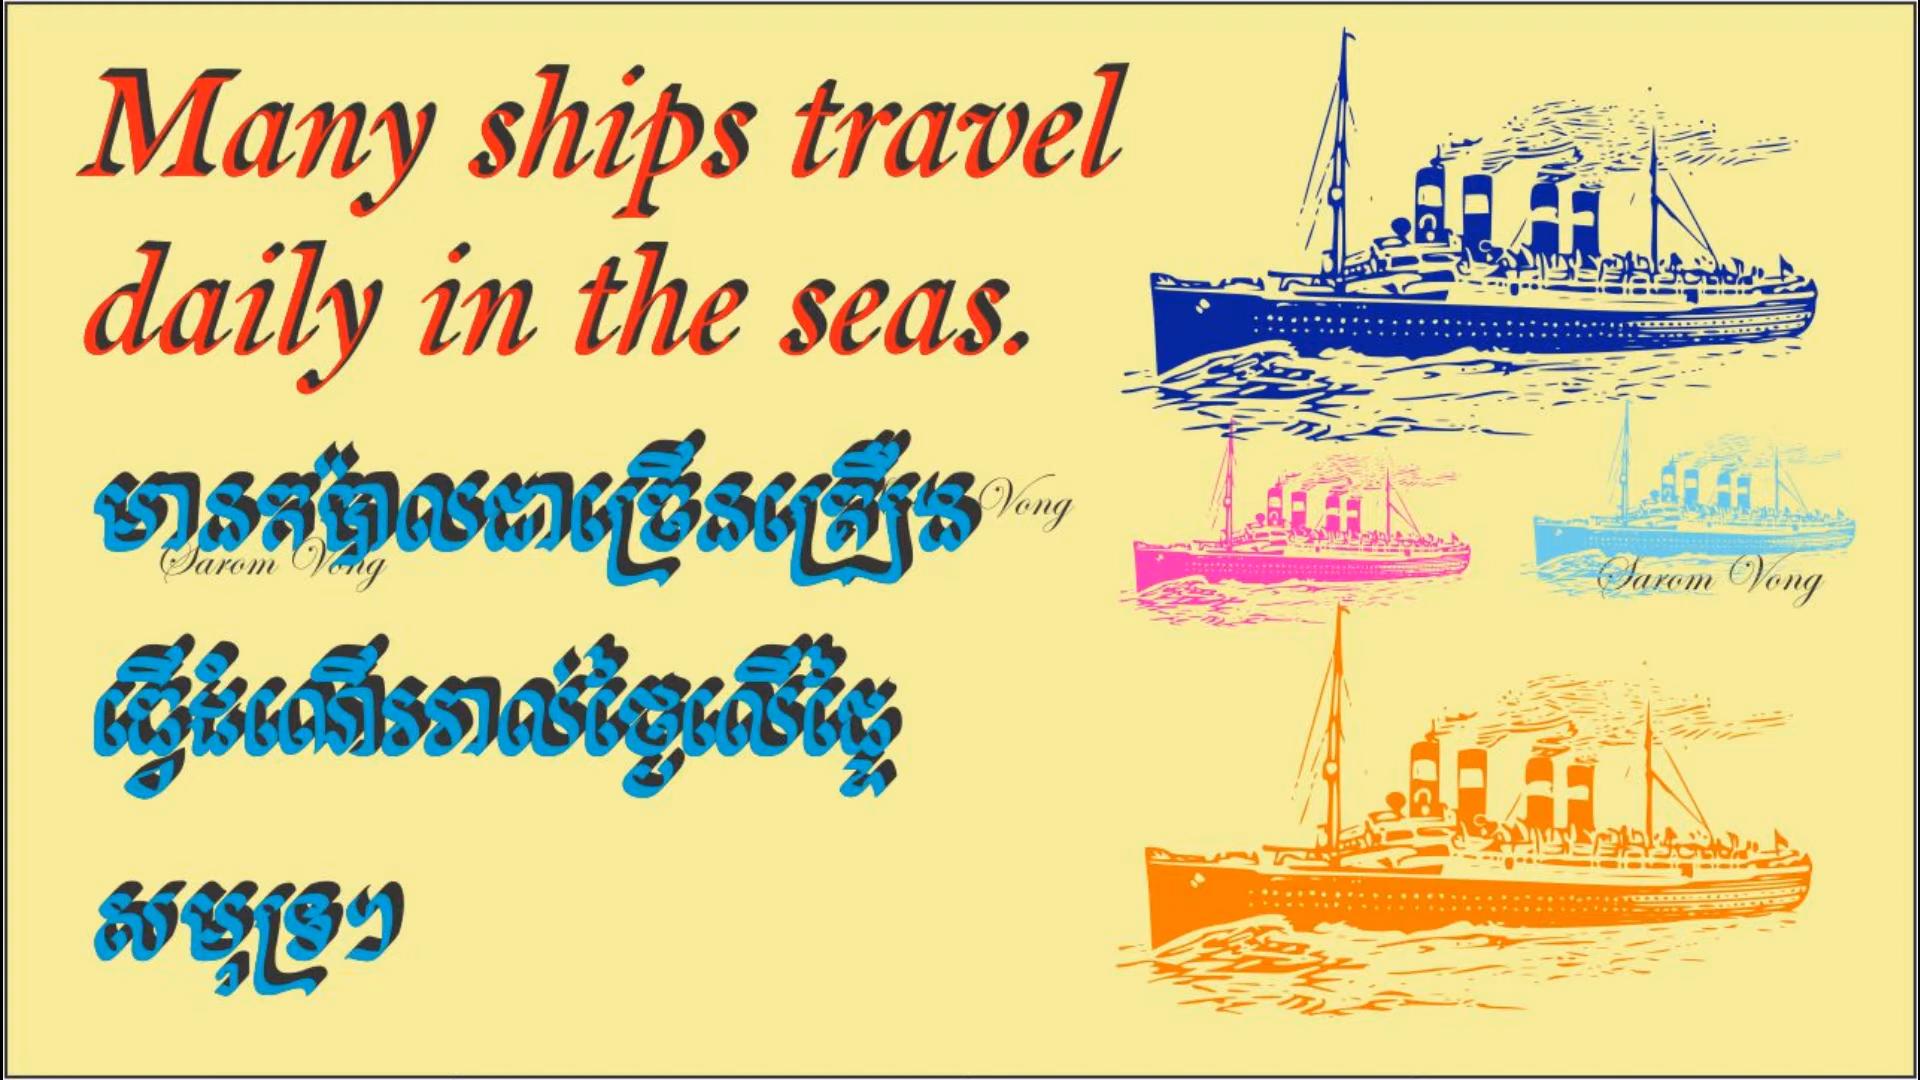 Many ships travel
daily in the seas.
មានកប៉ាល់ជាច្រើនគ្រឿង
Vong
Sarom Vong
Sarom Vong
ធ្វើដំណើររាល់ថ្ងៃលើផ្ទៃ
សមុទ្រ។